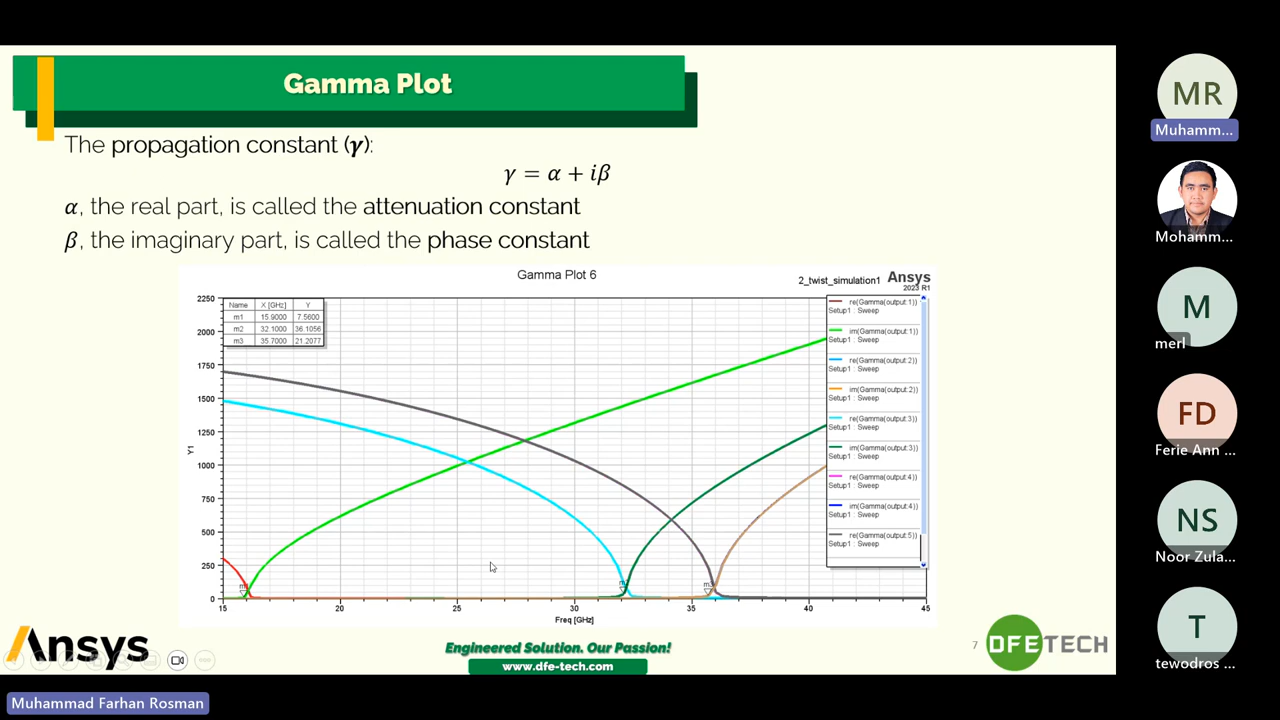 Gamma Plot
The propagation constant (γ):
γ = α + iβ
α, the real part, is called the attenuation constant
β, the imaginary part, is called the phase constant
Gamma Plot 6
2_twist_simulation1
Ansys
2023 R1
Name X [GHz] Y
m1 15.9000 7.5600
m2 32.1000 36.1056
m3 35.7000 21.2077
re(Gamma(output:1))
Setup1 : Sweep
im(Gamma(output:1))
Setup1 : Sweep
re(Gamma(output:2))
Setup1 : Sweep
im(Gamma(output:2))
Setup1 : Sweep
re(Gamma(output:3))
Setup1 : Sweep
im(Gamma(output:3))
Setup1 : Sweep
re(Gamma(output:4))
Setup1 : Sweep
im(Gamma(output:4))
Setup1 : Sweep
re(Gamma(output:5))
Setup1 : Sweep
2250
2000
1750
1500
1250
1000
750
500
250
0
Y1
15 20 25 30 35 40 45
Freq [GHz]
Ansys
Engineered Solution. Our Passion!
www.dfe-tech.com
7
DFETECH
MR
Muhamm...
Mohamm...
M
merl
FD
Ferie Ann ...
NS
Noor Zula...
T
tewodros ...
Muhammad Farhan Rosman